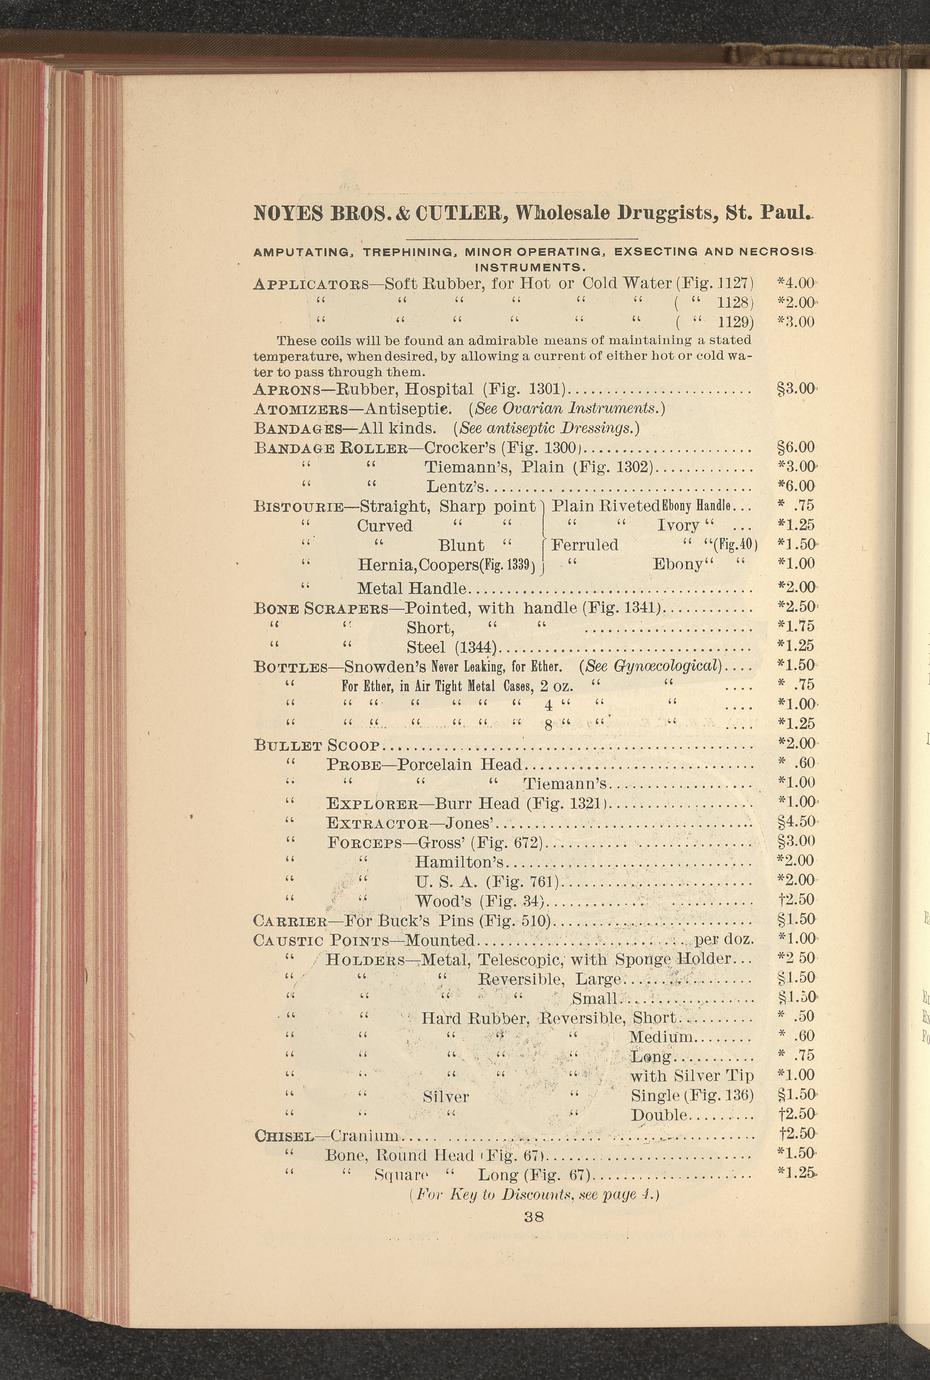 NOYES BROS. & CUTLER, Wholesale Druggists, St. Paul.
AMPUTATING, TREPHINING, MINOR OPERATING, EXSECTING AND NECROSIS
INSTRUMENTS.
APPLICATORS—Soft Rubber, for Hot or Cold Water (Fig. 1127) *4.00
“ “ “ “ “ “ ( “ 1128) *2.00
“ “ “ “ “ “ ( “ 1129) *3.00
These coils will be found an admirable means of maintaining a stated
temperature, when desired, by allowing a current of either hot or cold wa-
ter to pass through them.
APRONS—Rubber, Hospital (Fig. 1301)....................... §3.00
ATOMIZERS—Antiseptic. (See Ovarian Instruments.)
BANDAGES—All kinds. (See antiseptic Dressings.)
BANDAGE ROLLER—Crocker's (Fig. 1300)...................... §6.00
“ “ Tiemann's, Plain (Fig. 1302)............. *3.00
“ “ Lentz's.................................. *6.00
BISTOURIE—Straight, Sharp point } Plain Riveted Ebony Handle... * .75
“ Curved “ “ “ “ Ivory “ ... *1.25
“ “ Blunt “ { Ferruled “ “ (Fig. 40) *1.50
“ Hernia, Coopers (Fig. 1339) } “ Ebony “ “ *1.00
“ Metal Handle..................................... *2.00
BONE SCRAPERS—Pointed, with handle (Fig. 1341)............ *2.50
“ “ Short, “ “ ...................... *1.75
“ “ Steel (1344)................................. *1.25
BOTTLES—Snowden's Never Leaking, for Ether. (See Gynœcological).... *1.50
“ For Ether, in Air Tight Metal Cases, 2 oz. “ “ .... * .75
“ “ “ “ “ “ “ 4 “ “ “ .... *1.00
“ “ “ “ “ “ “ 8 “ “ “ .... *1.25
BULLET SCOOP................................................ *2.00
“ PROBE—Porcelain Head............................. * .60
“ “ “ “ Tiemann's................... *1.00
“ EXPLORER—Burr Head (Fig. 1321)................... *1.00
“ EXTRACTOR—Jones'................................. §4.50
“ FORCEPS—Gross' (Fig. 672)........................... §3.00
“ “ Hamilton's................................ *2.00
“ “ U. S. A. (Fig. 761)......................... *2.00
“ “ Wood's (Fig. 34)........................... †2.50
CARRIER—For Buck's Pins (Fig. 510).......................... §1.50
CAUSTIC POINTS—Mounted........................... per doz. *1.00
“ HOLDERS—Metal, Telescopic, with Sponge Holder... *2 50
“ “ “ Reversible, Large................. §1.50
“ “ “ “ Small.................. §1.50
“ “ Hard Rubber, Reversible, Short.......... * .50
“ “ “ “ “ Medium........ * .60
“ “ “ “ “ Long........... * .75
“ “ “ “ “ with Silver Tip *1.00
“ “ Silver “ Single (Fig. 136) §1.50
“ “ “ “ Double......... †2.50
CHISEL—Cranium.............................................. †2.50
“ Bone, Round Head (Fig. 67)........................... *1.50
“ “ Square “ Long (Fig. 67)..................... *1.25
(For Key to Discounts, see page 4.)
38